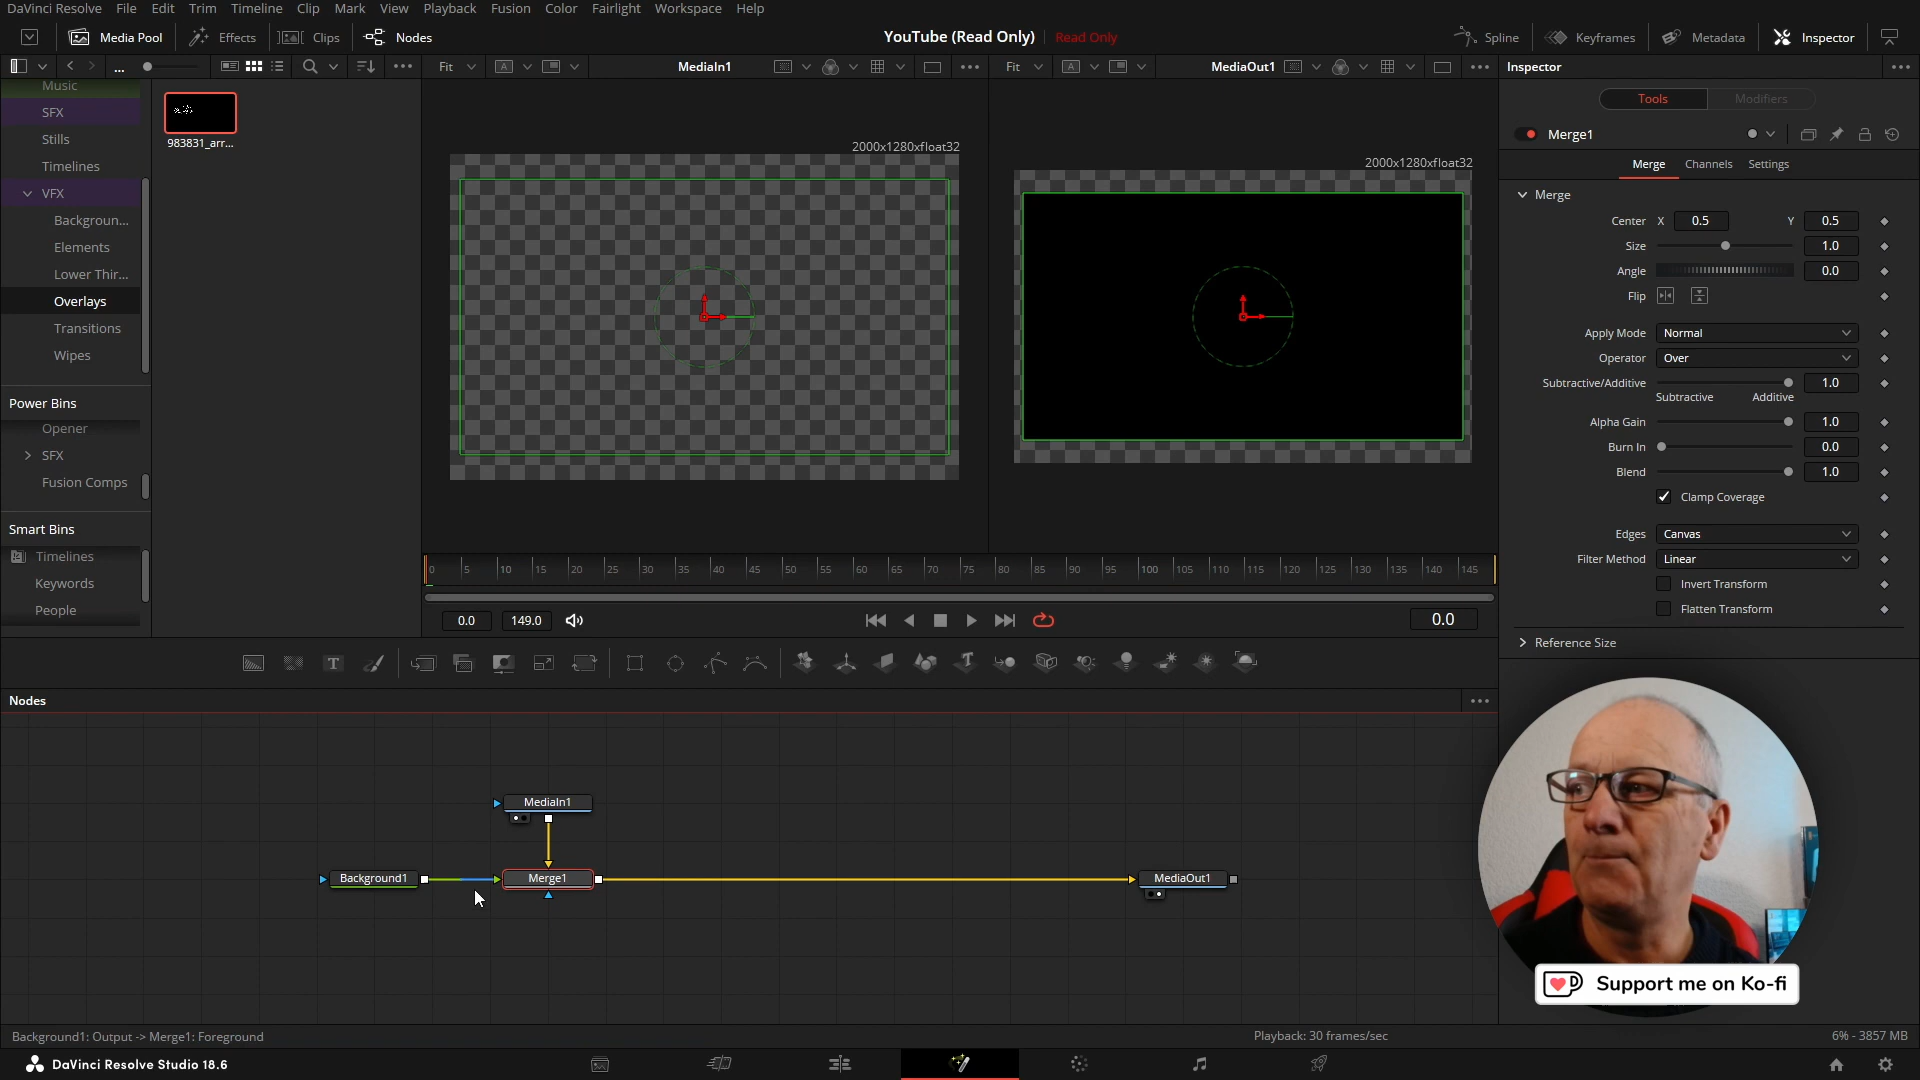 DaVinci Resolve File Edit Trim Timeline Clip Mark View Playback Fusion Color Fairlight Workspace Help
Media Pool Effects Clips Nodes YouTube (Read Only) Read Only Spline Keyframes Metadata Inspector
... Fit A MediaIn1 Fit A MediaOut1 Inspector
Music
SFX
Stills
Timelines
VFX
Backgroun...
Elements
Lower Thir...
Overlays
Transitions
Wipes
Power Bins
Opener
SFX
Fusion Comps
Smart Bins
Timelines
Keywords
People
983831_arr...
2000x1280xfloat32
2000x1280xfloat32
0 5 10 15 20 25 30 35 40 45 50 55 60 65 70 75 80 85 90 95 100 105 110 115 120 125 130 135 140 145
0.0 149.0 0.0
T T
Tools Modifiers
Merge1
Merge Channels Settings
Merge
Center X 0.5 Y 0.5
Size 1.0
Angle 0.0
Flip
Apply Mode Normal
Operator Over
Subtractive/Additive 1.0
Subtractive Additive
Alpha Gain 1.0
Burn In 0.0
Blend 1.0
Clamp Coverage
Edges Canvas
Filter Method Linear
Invert Transform
Flatten Transform
Reference Size
Nodes
MediaIn1
Background1 Merge1 MediaOut1
Support me on Ko-fi
Background1: Output -> Merge1: Foreground Playback: 30 frames/sec 6% - 3857 MB
DaVinci Resolve Studio 18.6